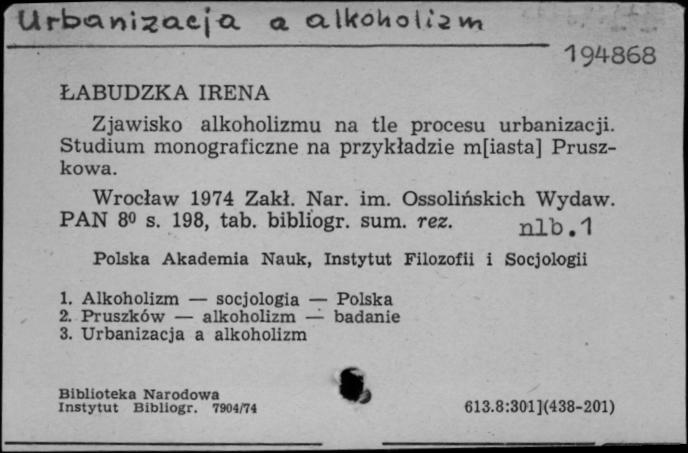 Urbanizacja a alkoholizm
194868
ŁABUDZKA IRENA
Zjawisko alkoholizmu na tle procesu urbanizacji.
Studium monograficzne na przykładzie m[iasta] Prusz-
kowa.
Wrocław 1974 Zakł. Nar. im. Ossolińskich Wydaw.
PAN 8⁰ s. 198, tab. bibliogr. sum. rez. nlb.1
Polska Akademia Nauk, Instytut Filozofii i Socjologii
1. Alkoholizm — socjologia — Polska
2. Pruszków — alkoholizm — badanie
3. Urbanizacja a alkoholizm
Biblioteka Narodowa
Instytut Bibliogr. 7904/74 613.8:301](438-201)